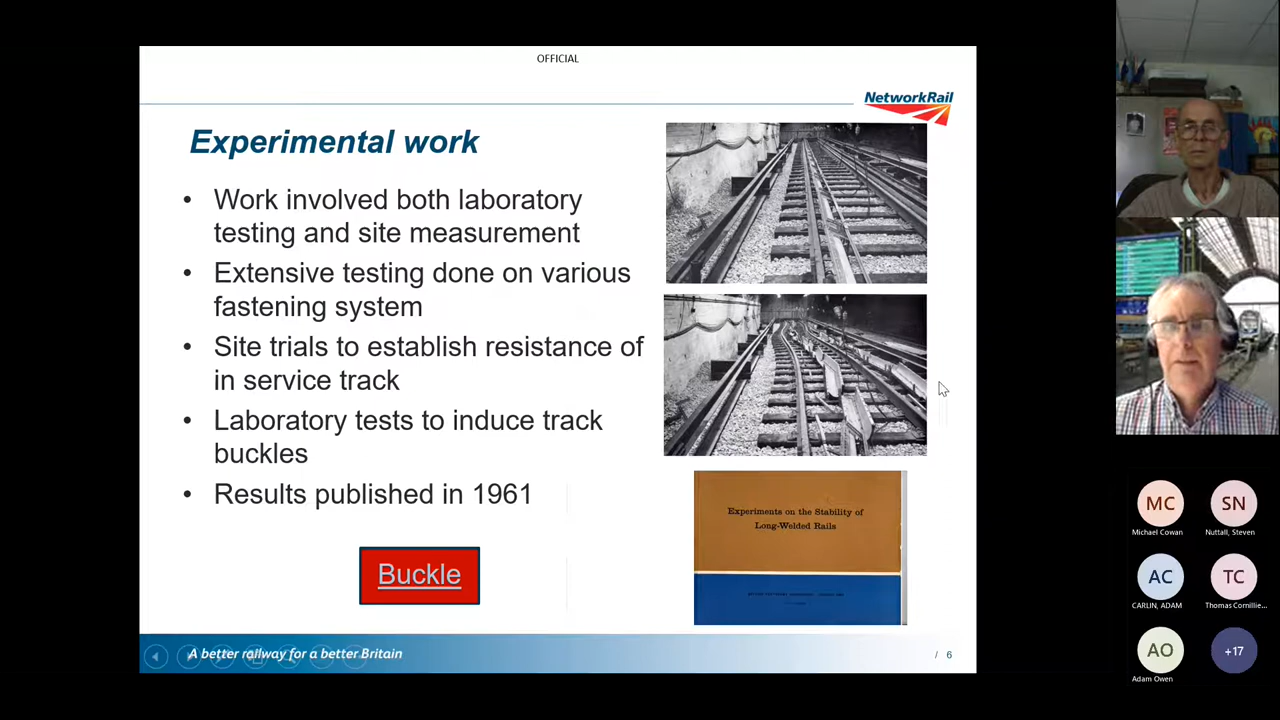 OFFICIAL
NetworkRail
Experimental work
• Work involved both laboratory
testing and site measurement
• Extensive testing done on various
fastening system
• Site trials to establish resistance of
in service track
• Laboratory tests to induce track
buckles
• Results published in 1961
Buckle
Experiments on the Stability of
Long-Welded Rails
A better railway for a better Britain
/ 6
MC
Michael Cowan
SN
Nuttall, Steven
AC
CARLIN, ADAM
TC
Thomas Cornillie...
AO
Adam Owen
+17